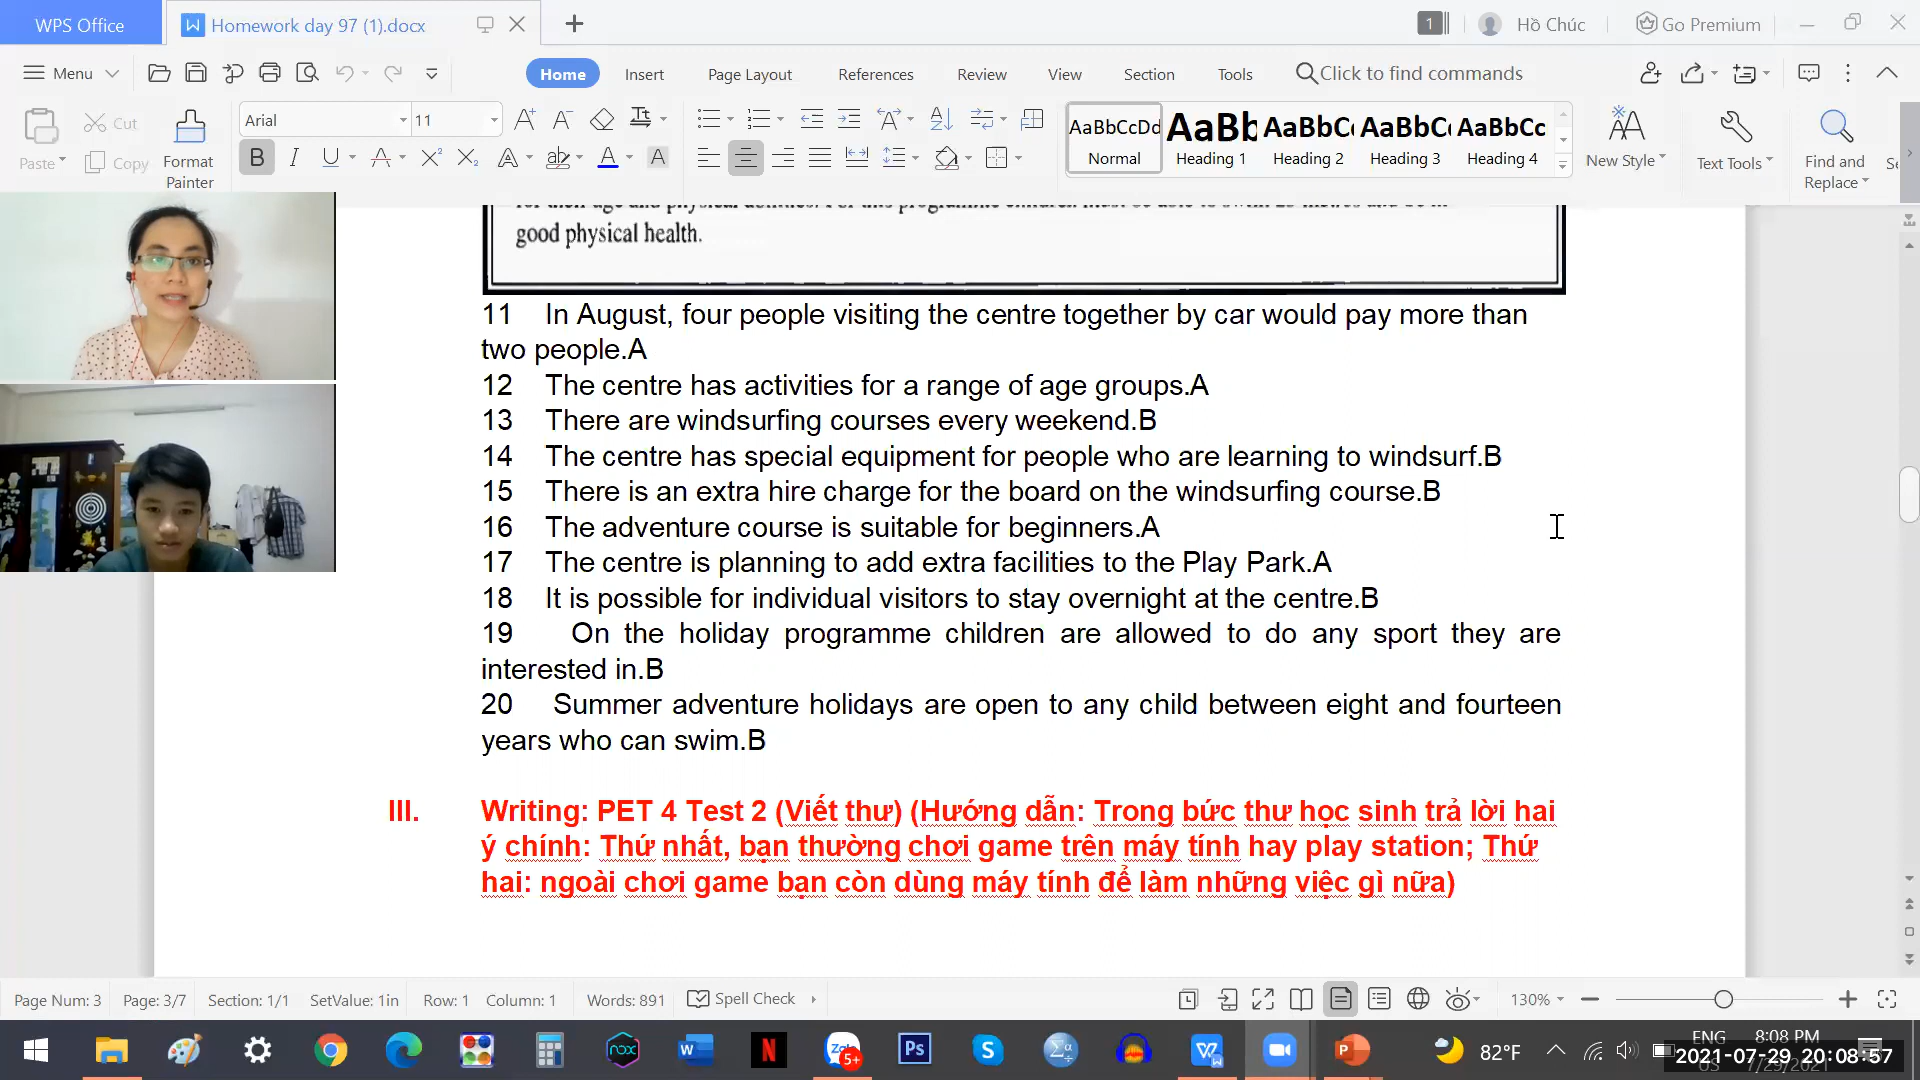 WPS Office
Homework day 97 (1).docx
1
Hồ Chúc
Go Premium
Menu
Home
Insert
Page Layout
References
Review
View
Section
Tools
Click to find commands
Paste
Cut
Copy
Format
Painter
Arial
11
AaBbCcDd
Normal
AaBb
Heading 1
AaBbC
Heading 2
AaBbC
Heading 3
AaBbCc
Heading 4
New Style
Text Tools
Find and
Replace
good physical health.
11 In August, four people visiting the centre together by car would pay more than
two people.A
12 The centre has activities for a range of age groups.A
13 There are windsurfing courses every weekend.B
14 The centre has special equipment for people who are learning to windsurf.B
15 There is an extra hire charge for the board on the windsurfing course.B
16 The adventure course is suitable for beginners.A
17 The centre is planning to add extra facilities to the Play Park.A
18 It is possible for individual visitors to stay overnight at the centre.B
19 On the holiday programme children are allowed to do any sport they are
interested in.B
20 Summer adventure holidays are open to any child between eight and fourteen
years who can swim.B
III. Writing: PET 4 Test 2 (Viết thư) (Hướng dẫn: Trong bức thư học sinh trả lời hai
ý chính: Thứ nhất, bạn thường chơi game trên máy tính hay play station; Thứ
hai: ngoài chơi game bạn còn dùng máy tính để làm những việc gì nữa)
Page Num: 3
Page: 3/7
Section: 1/1
SetValue: 1in
Row: 1
Column: 1
Words: 891
Spell Check
130%
82°F
ENG
8:08 PM
2021-07-29 20:08:57